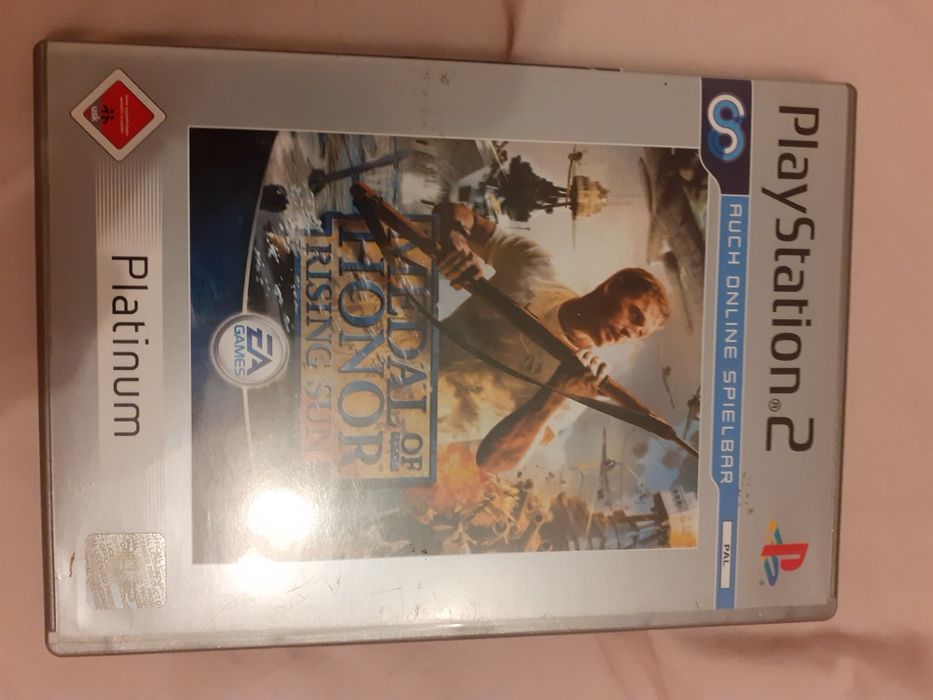 PlayStation®2
AUCH ONLINE SPIELBAR
PAL
MEDAL OF
HONOR
RISING SUN
EA
GAMES
Platinum